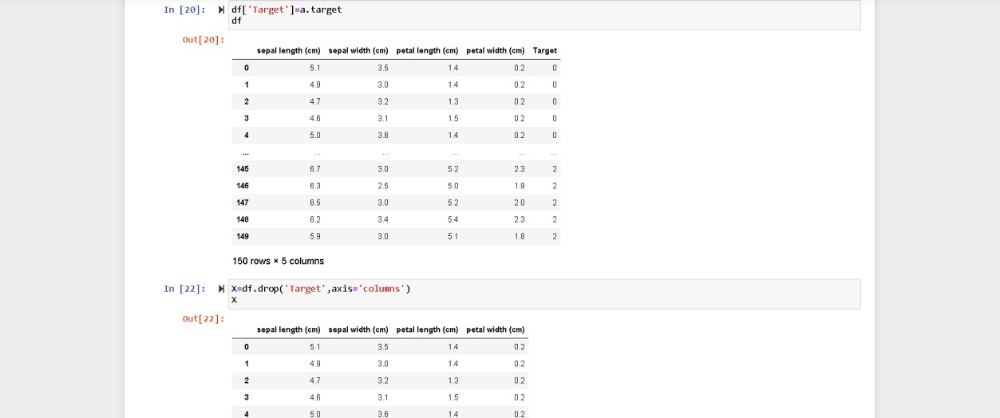 In [20]: df['Target']=a.target
df
Out[20]:
sepal length (cm) sepal width (cm) petal length (cm) petal width (cm) Target
0 5.1 3.5 1.4 0.2 0
1 4.9 3.0 1.4 0.2 0
2 4.7 3.2 1.3 0.2 0
3 4.6 3.1 1.5 0.2 0
4 5.0 3.6 1.4 0.2 0
... ... ... ... ... ...
145 6.7 3.0 5.2 2.3 2
146 6.3 2.5 5.0 1.9 2
147 6.5 3.0 5.2 2.0 2
148 6.2 3.4 5.4 2.3 2
149 5.9 3.0 5.1 1.8 2
150 rows × 5 columns
In [22]: X=df.drop('Target',axis='columns')
X
Out[22]:
sepal length (cm) sepal width (cm) petal length (cm) petal width (cm)
0 5.1 3.5 1.4 0.2
1 4.9 3.0 1.4 0.2
2 4.7 3.2 1.3 0.2
3 4.6 3.1 1.5 0.2
4 5.0 3.6 1.4 0.2